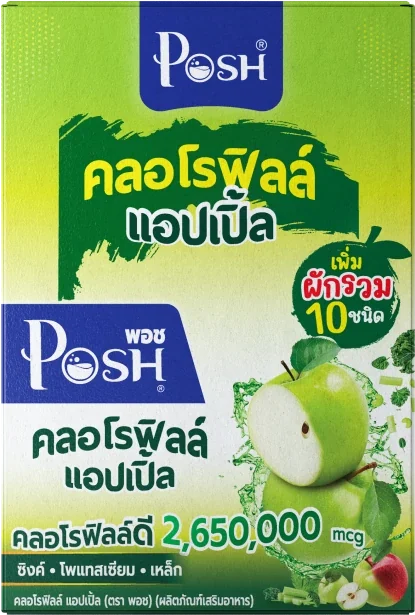 POSH®
คลอโรฟิลล์
แอปเปิ้ล
เพิ่ม
ผักรวม
10ชนิด
พอช
POSH®
คลอโรฟิลล์
แอปเปิ้ล
คลอโรฟิลล์ดี 2,650,000 mcg
ซิงค์ • โพแทสเซียม • เหล็ก
คลอโรฟิลล์ แอปเปิ้ล (ตรา พอช) (ผลิตภัณฑ์เสริมอาหาร)